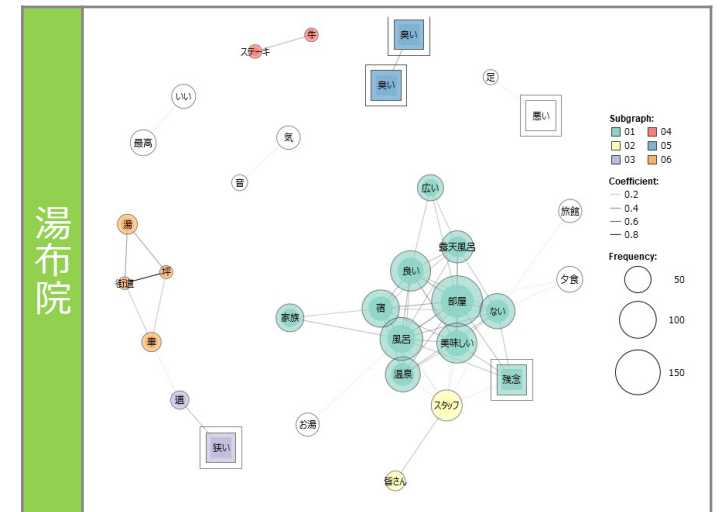 湯布院
ステーキ
牛
臭い
臭い
足
悪い
いい
最高
気
音
湯
坪
街道
車
道
狭い
広い
露天風呂
良い
部屋
宿
ない
家族
風呂
美味しい
温泉
残念
スタッフ
皆さん
お湯
旅館
夕食
Subgraph:
01 04
02 05
03 06
Coefficient:
0.2
0.4
0.6
0.8
Frequency:
50
100
150